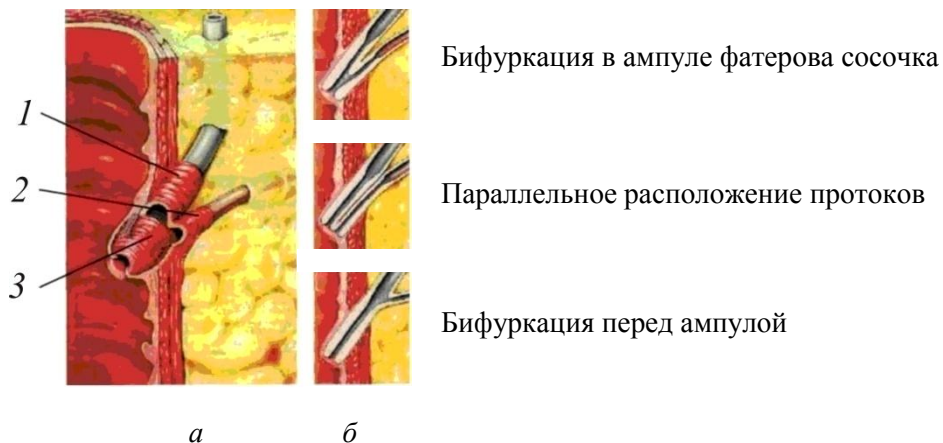 Бифуркация в ампуле фатерова сосочка
1
2
Параллельное расположение протоков
3
Бифуркация перед ампулой
а
б